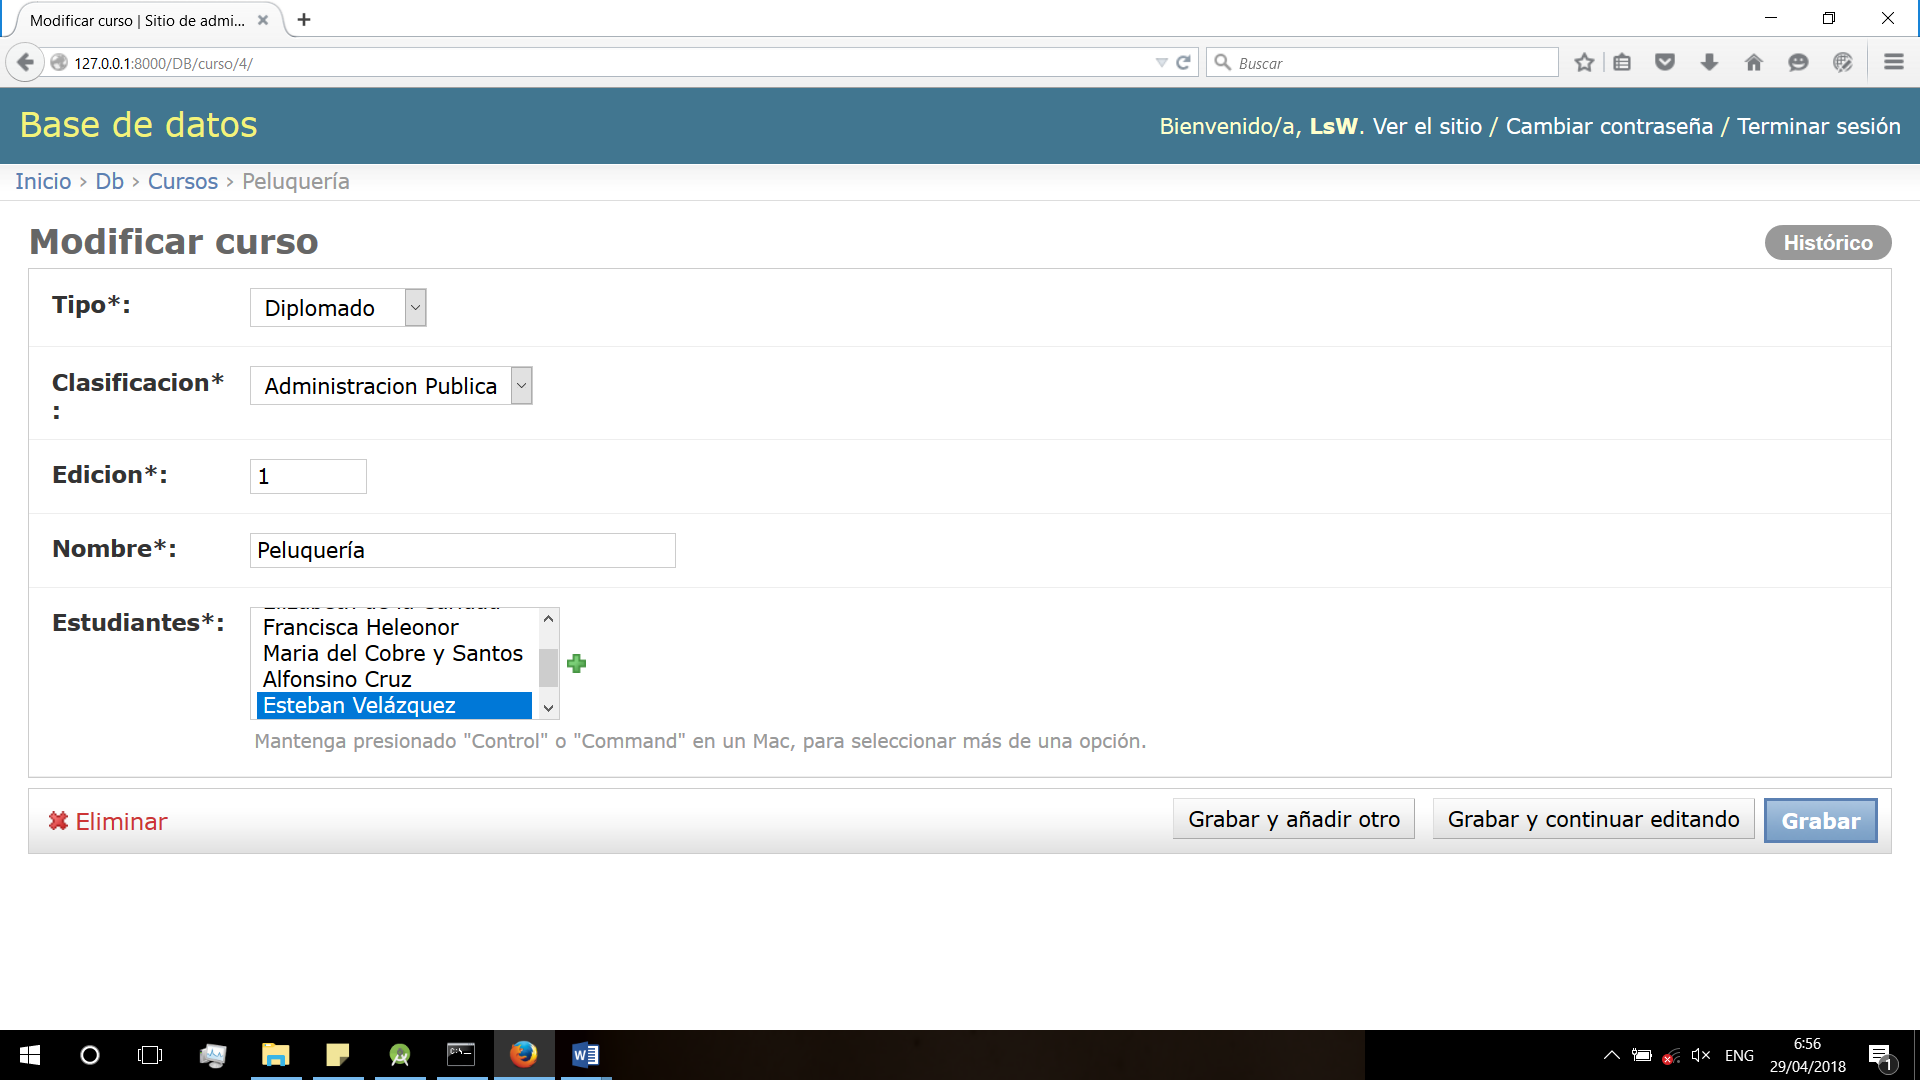 Modificar curso | Sitio de admi...
127.0.0.1:8000/DB/curso/4/
Buscar
Base de datos
Bienvenido/a, LsW. Ver el sitio / Cambiar contraseña / Terminar sesión
Inicio › Db › Cursos › Peluquería
Modificar curso
Histórico
Tipo*:
Diplomado
Clasificacion*
:
Administracion Publica
Edicion*:
1
Nombre*:
Peluquería
Estudiantes*:
Francisca Heleonor
Maria del Cobre y Santos
Alfonsino Cruz
Esteban Velázquez
Mantenga presionado "Control" o "Command" en un Mac, para seleccionar más de una opción.
Eliminar
Grabar y añadir otro
Grabar y continuar editando
Grabar
ENG
6:56
29/04/2018
1